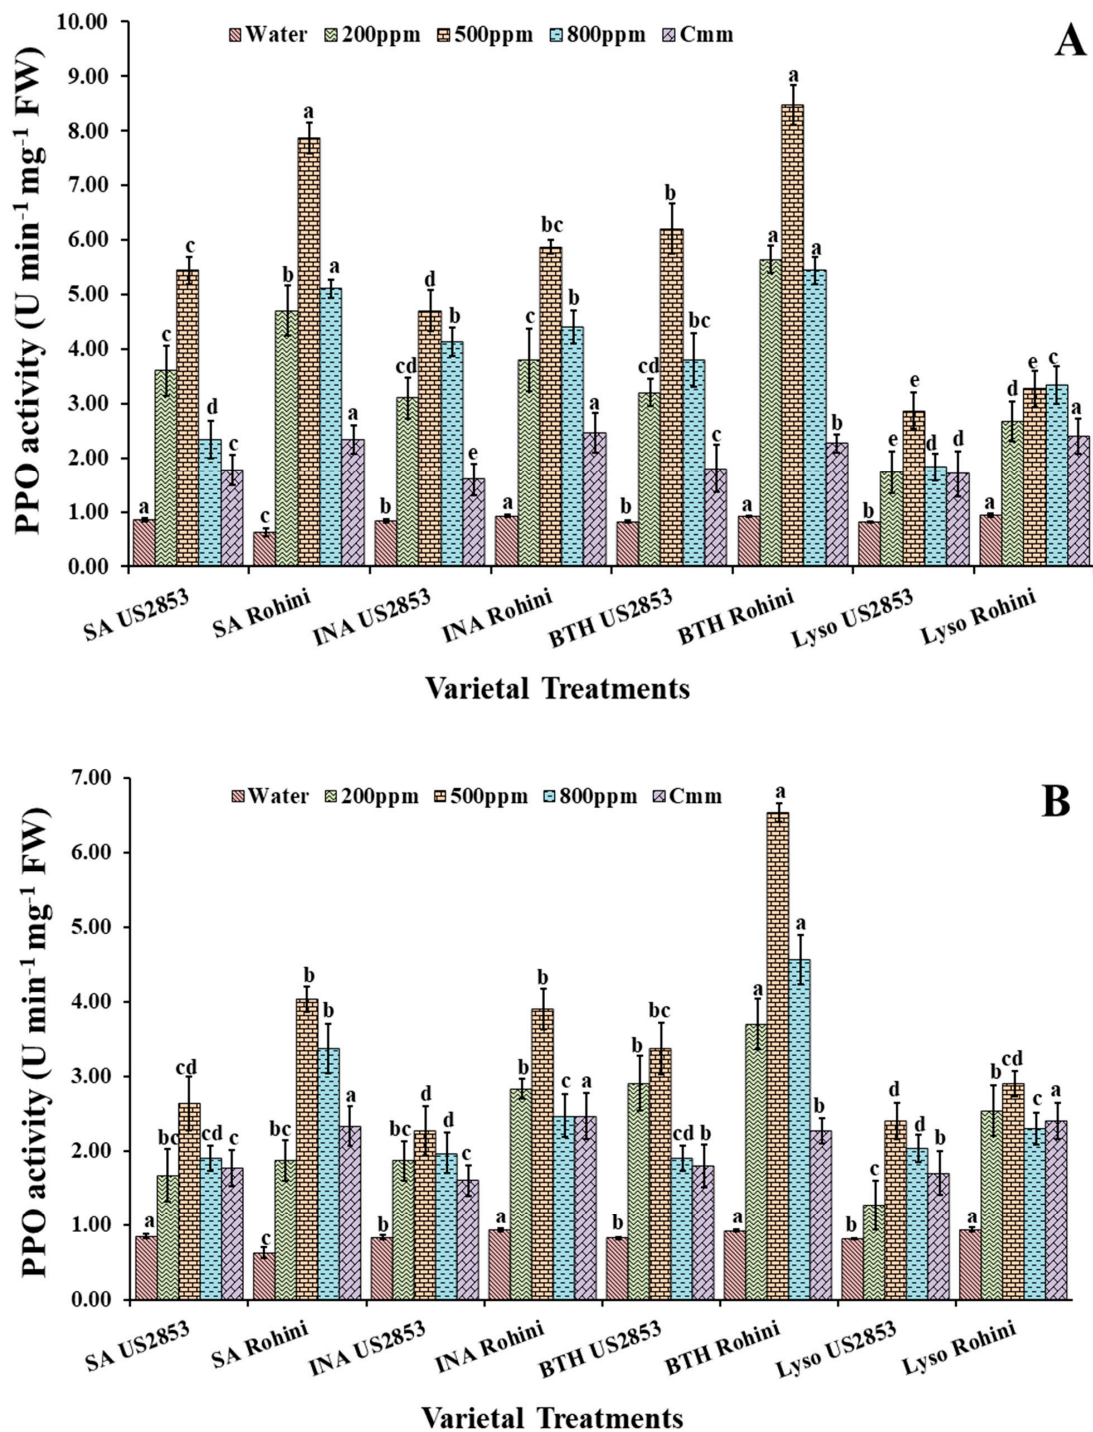 10.00
Water 200ppm 500ppm 800ppm Cmm
A
9.00
8.00
7.00
6.00
5.00
4.00
3.00
2.00
1.00
0.00
PPO activity (U min-1 mg-1 FW)
a c c d c
c b a a a
a cd d b e
a c bc b a
b cd b bc c
a a a a b
b e e d d
a d e c a
SA US2853 SA Rohini INA US2853 INA Rohini BTH US2853 BTH Rohini Lyso US2853 Lyso Rohini
Varietal Treatments
7.00
Water 200ppm 500ppm 800ppm Cmm
B
6.00
5.00
4.00
3.00
2.00
1.00
0.00
PPO activity (U min-1 mg-1 FW)
a bc cd cd c
c bc b b a
b bc d d c
a b b c a
b b bc cd b
a a a a b
b c d d b
a b cd c a
SA US2853 SA Rohini INA US2853 INA Rohini BTH US2853 BTH Rohini Lyso US2853 Lyso Rohini
Varietal Treatments